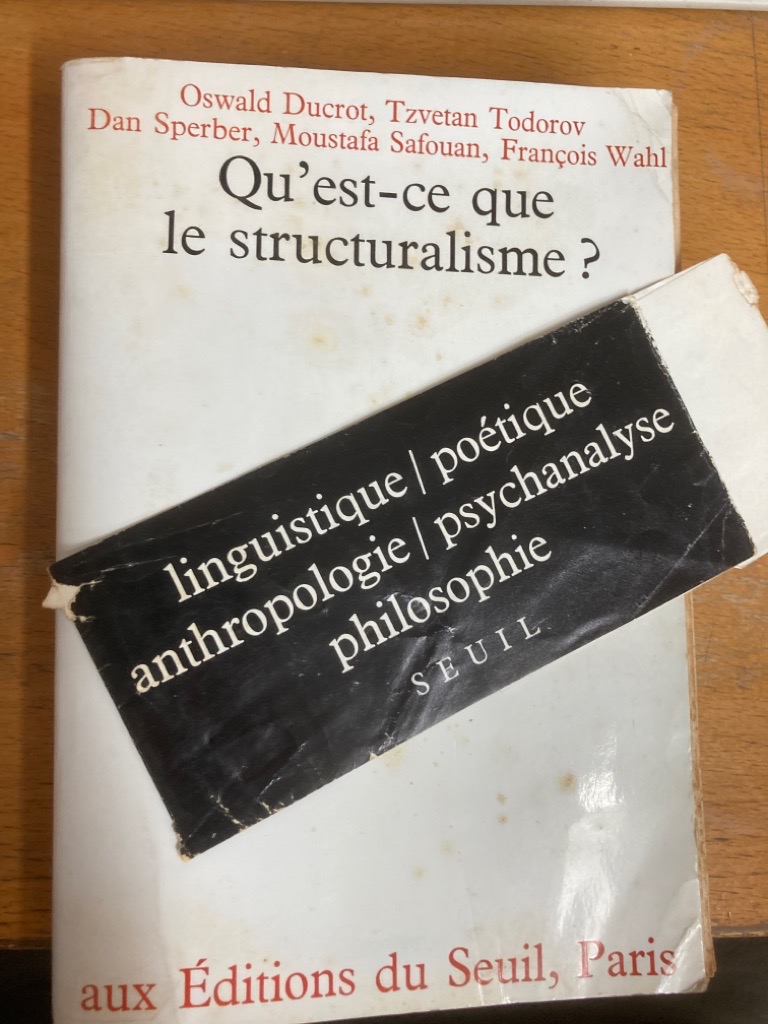 Oswald Ducrot, Tzvetan Todorov
Dan Sperber, Moustafa Safouan, François Wahl
Qu'est-ce que
le structuralisme ?
linguistique | poétique
anthropologie | psychanalyse
philosophie
SEUIL
aux Éditions du Seuil, Paris